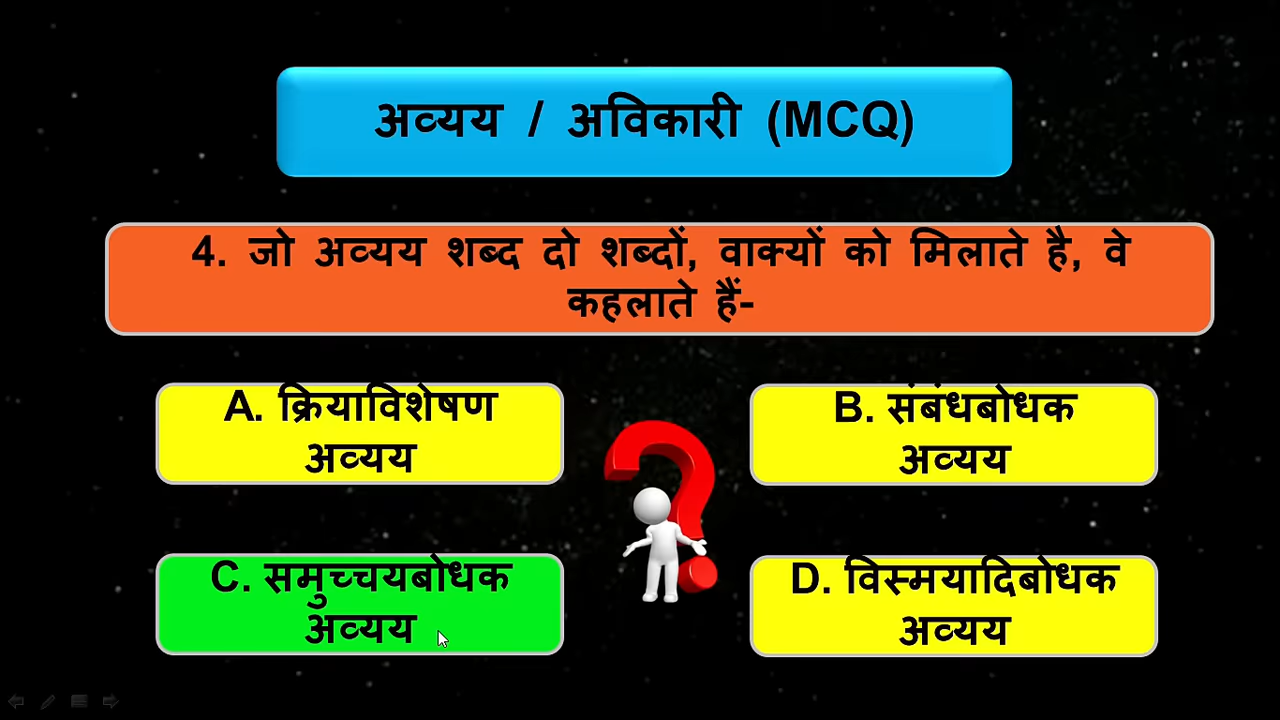 अव्यय / अविकारी (MCQ)
4. जो अव्यय शब्द दो शब्दों, वाक्यों को मिलाते है, वे
कहलाते हैं-
A. क्रियाविशेषण
अव्यय
B. संबंधबोधक
अव्यय
C. समुच्चयबोधक
अव्यय
D. विस्मयादिबोधक
अव्यय